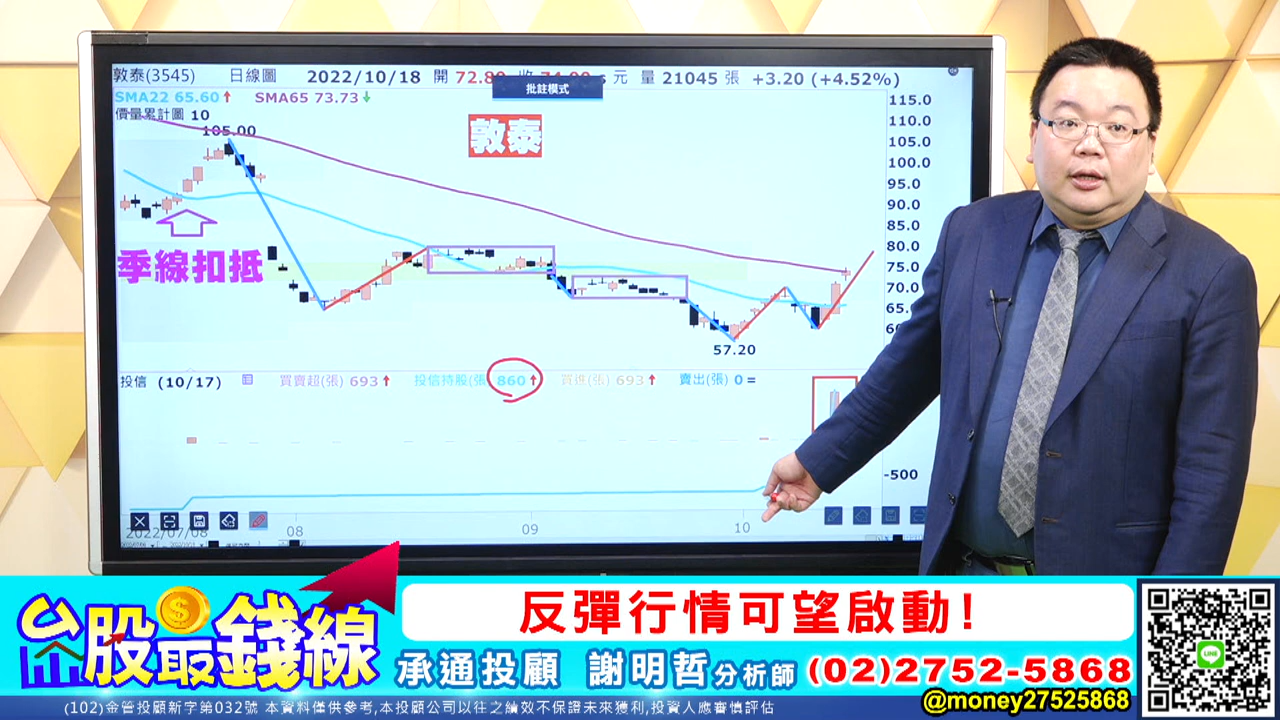 敦泰(3545) 日線圖 2022/10/18 開 72.80 收 74.00 s 元 量 21045 張 +3.20 (+4.52%)
批註模式
SMA22 65.60↑ SMA65 73.73↓
價量累計圖 10
105.00
敦泰
季線扣抵
57.20
115.0
110.0
105.0
100.0
95.0
90.0
85.0
80.0
75.0
70.0
65.
投信 (10/17) 買賣超(張) 693↑ 投信持股(張 860↑ 買進(張) 693↑ 賣出(張) 0 =
-500
2022/07/08 08 09 10
台股最錢線
反彈行情可望啟動!
承通投顧 謝明哲分析師 (02)2752-5868
@money27525868
LINE
(102)金管投顧新字第032號 本資料僅供參考,本投顧公司以往之績效不保證未來獲利,投資人應審慎評估